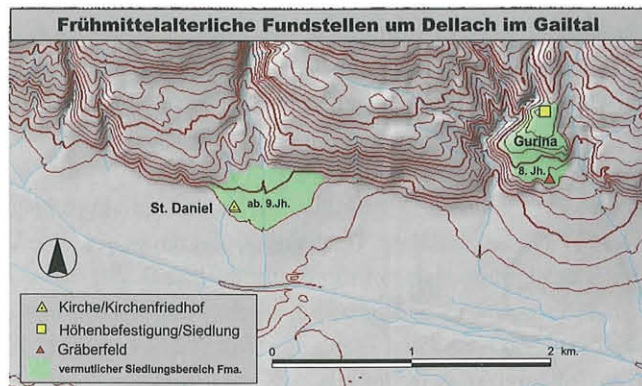 Frühmittelalterliche Fundstellen um Dellach im Gailtal
Gurina
8. Jh.
St. Daniel
ab. 9.Jh.
Kirche/Kirchenfriedhof
Höhenbefestigung/Siedlung
Gräberfeld
vermutlicher Siedlungsbereich Fma.
0 1 2
km.